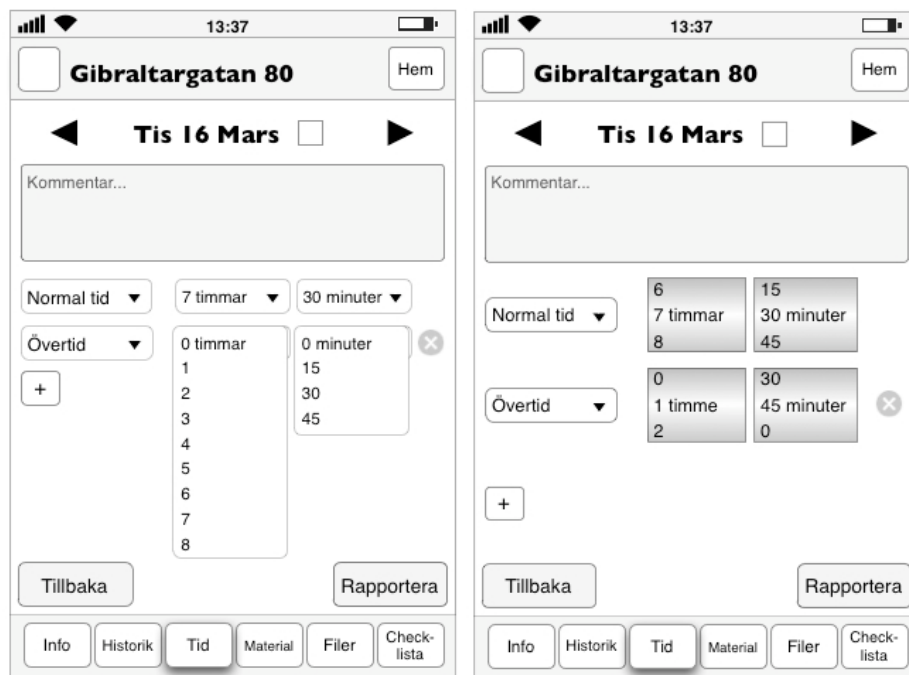 13:37
Gibraltargatan 80
Hem
Tis 16 Mars
Kommentar...
Normal tid 7 timmar 30 minuter
Övertid 0 timmar 0 minuter
1 15
+
2 30
3 45
4
5
6
7
8
Tillbaka Rapportera
Info Historik Tid Material Filer Check-
lista
13:37
Gibraltargatan 80
Hem
Tis 16 Mars
Kommentar...
6 15
Normal tid 7 timmar 30 minuter
8 45
0 30
Övertid 1 timme 45 minuter
2 0
+
Tillbaka Rapportera
Info Historik Tid Material Filer Check-
lista